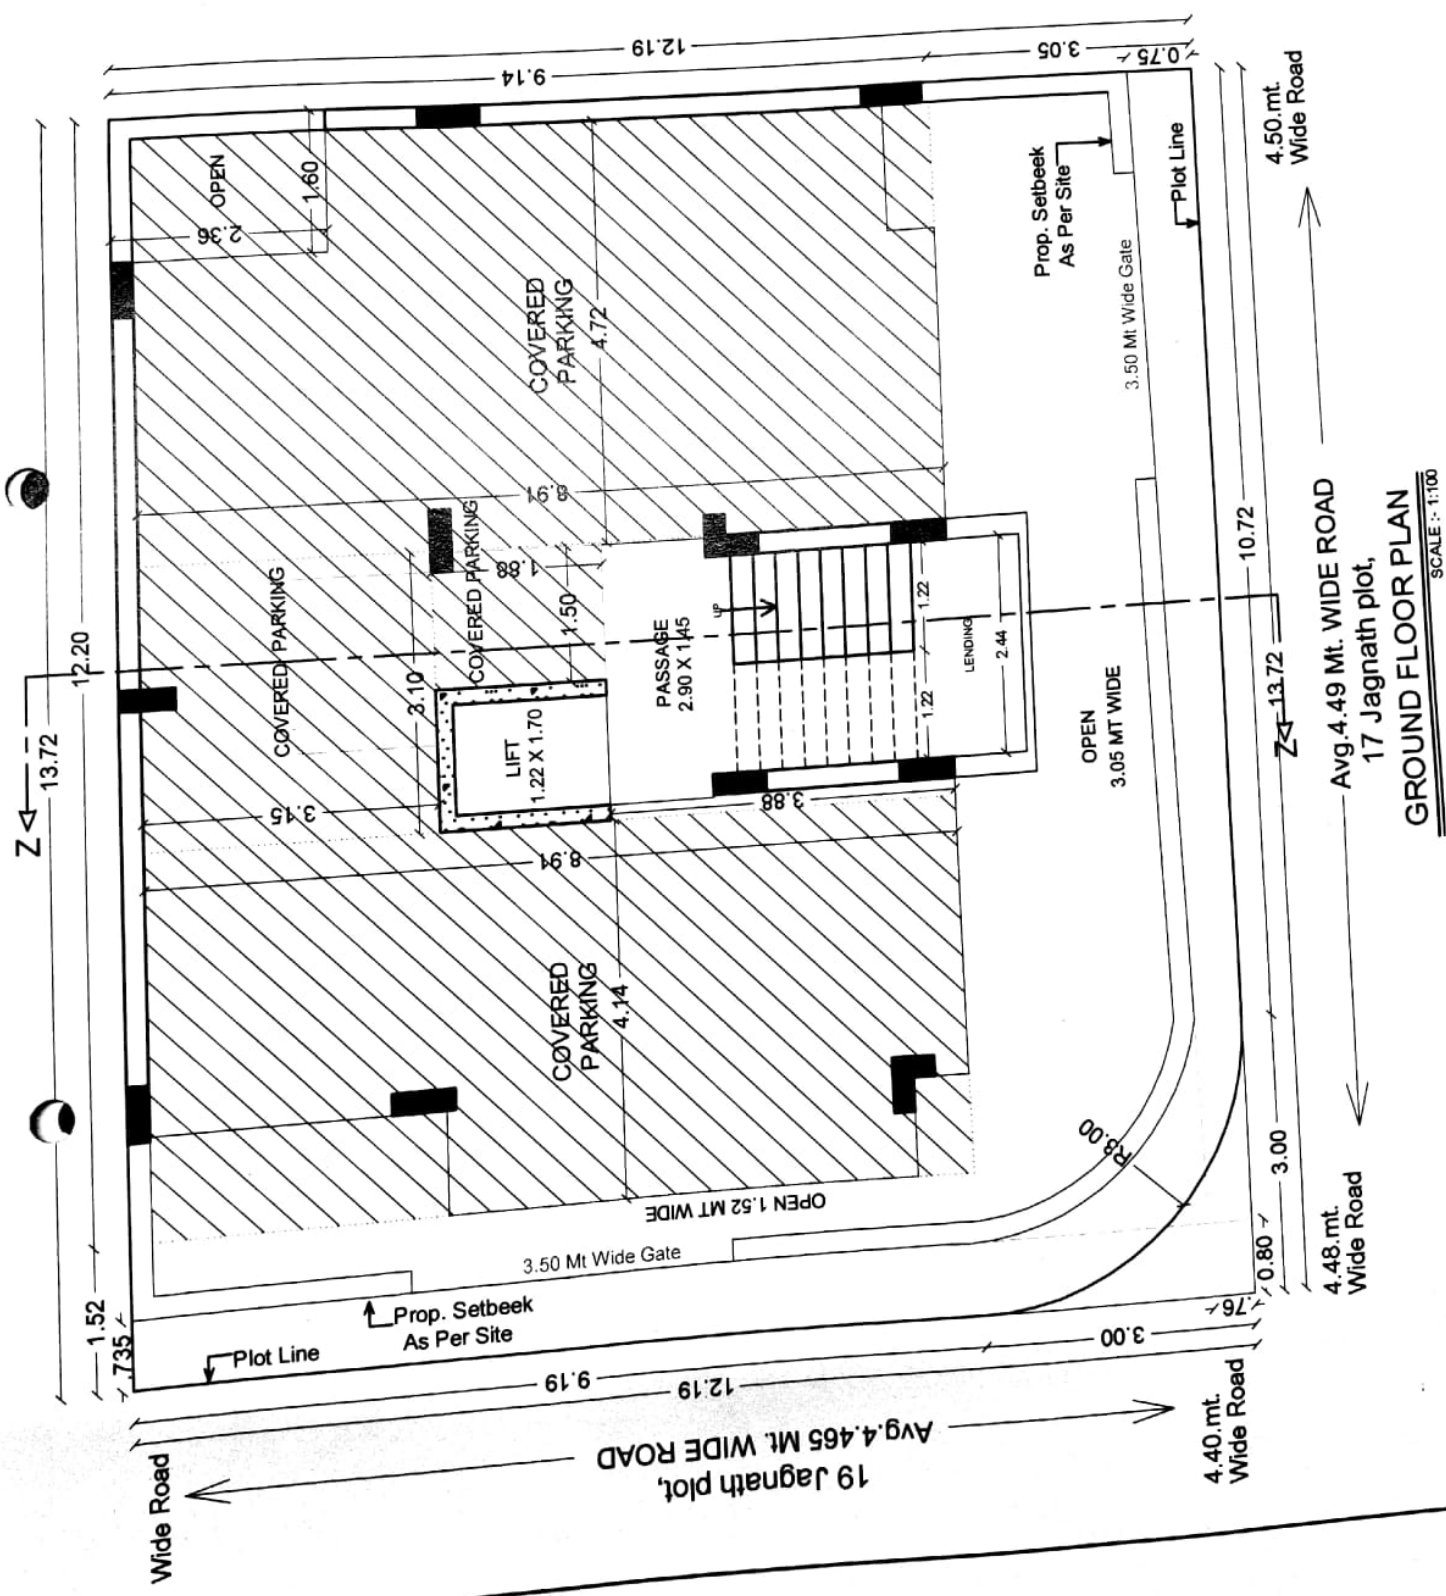 12.19
9.14
3.05
0.75
4.50.mt.
Wide Road
OPEN
1.60
2.36
Prop. Setbeek
As Per Site
Plot Line
3.50 Mt Wide Gate
COVERED
PARKING
4.72
8.91
COVERED PARKING
COVERED PARKING
1.88
1.50
3.10
3.15
LIFT
1.22 X 1.70
PASSAGE
2.90 X 1.45
UP
1.22
1.22
LENDING
2.44
3.88
8.91
OPEN
3.05 MT WIDE
Z
12.20
13.72
10.72
13.72
Z
COVERED
PARKING
4.14
R3.00
OPEN 1.52 MT WIDE
3.50 Mt Wide Gate
Prop. Setbeek
As Per Site
Plot Line
1.52
.735
3.00
0.80
.76
3.00
9.19
12.19
4.48.mt.
Wide Road
4.40.mt.
Wide Road
Wide Road
19 Jagnath plot,
Avg.4.465 Mt. WIDE ROAD
Avg.4.49 Mt. WIDE ROAD
17 Jagnath plot,
GROUND FLOOR PLAN
SCALE :- 1:100